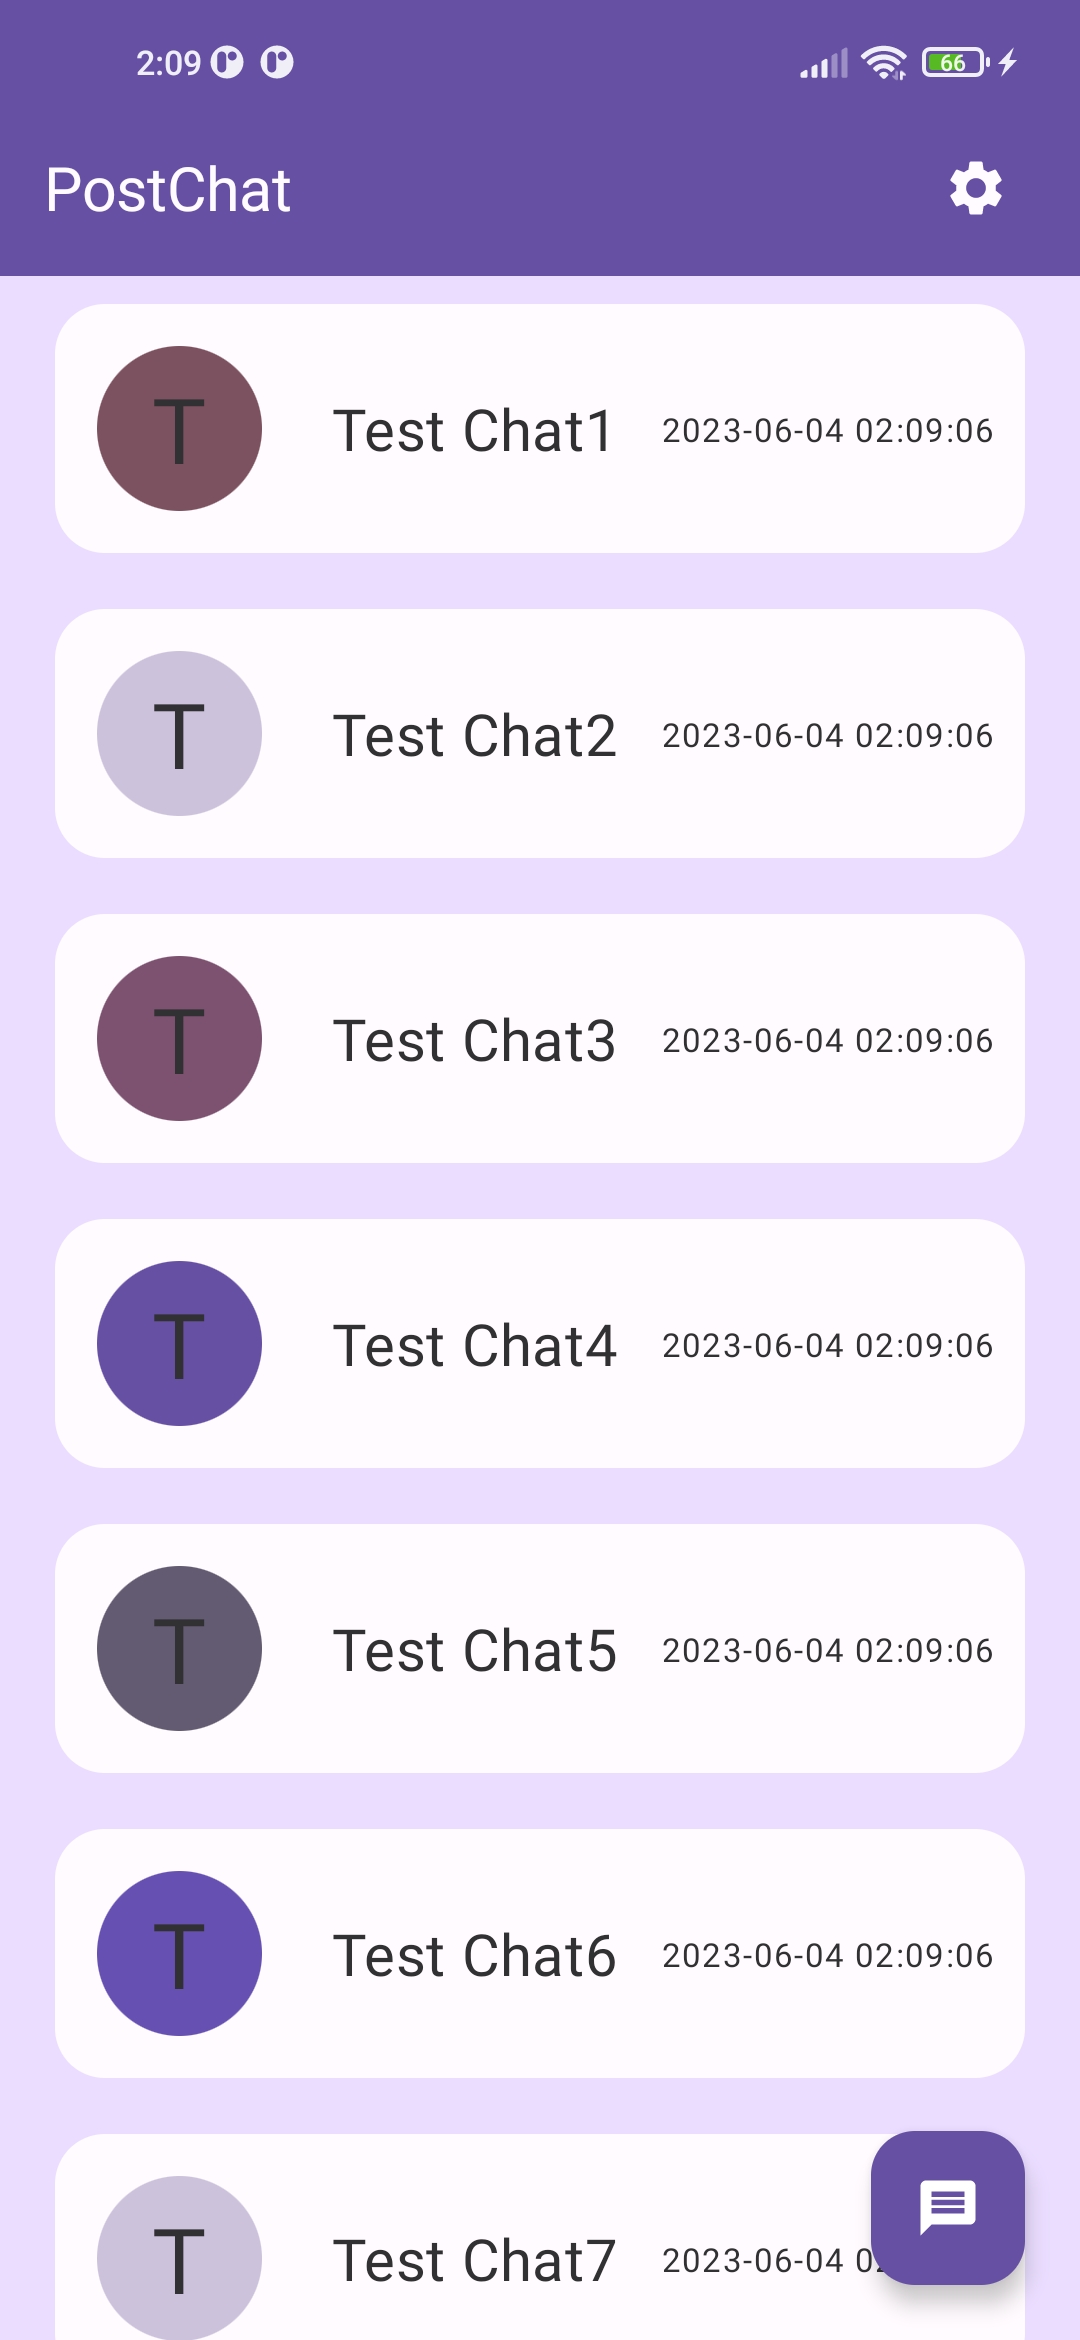 2:09
66
PostChat
T Test Chat1 2023-06-04 02:09:06
T Test Chat2 2023-06-04 02:09:06
T Test Chat3 2023-06-04 02:09:06
T Test Chat4 2023-06-04 02:09:06
T Test Chat5 2023-06-04 02:09:06
T Test Chat6 2023-06-04 02:09:06
T Test Chat7 2023-06-04